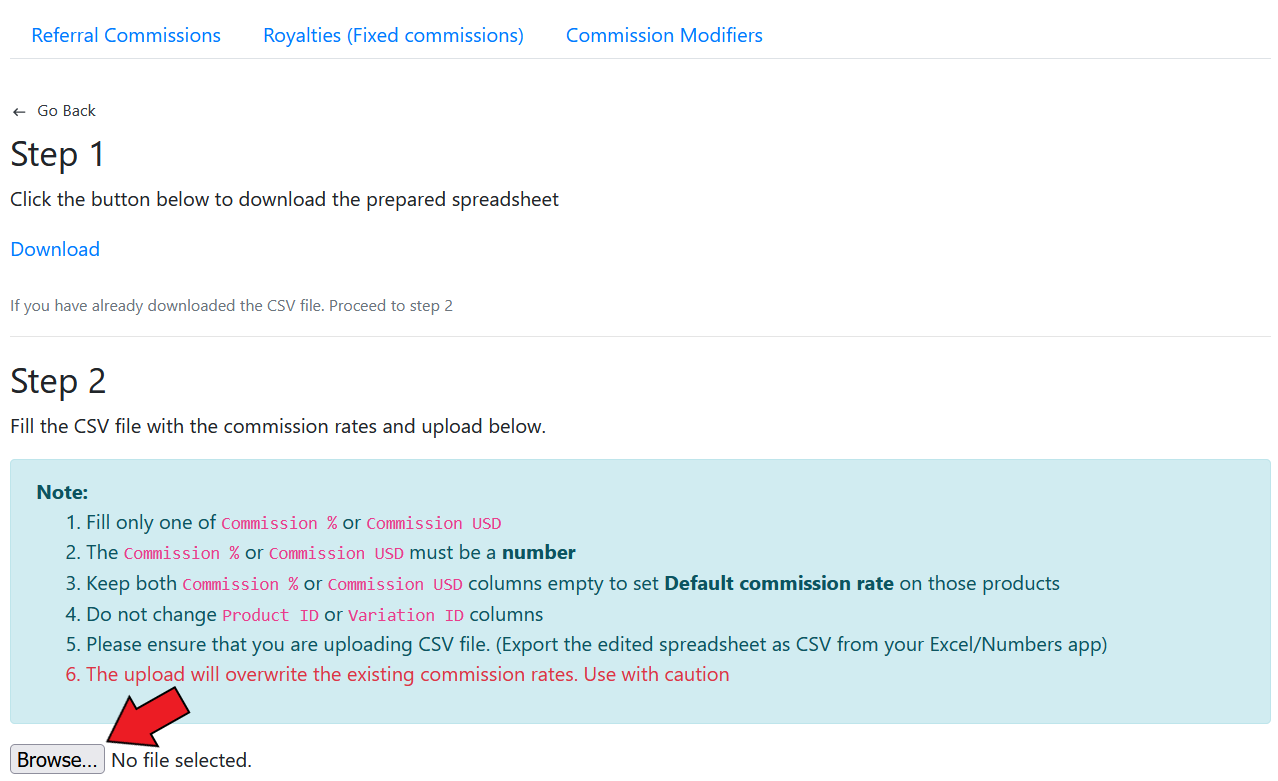 Referral Commissions Royalties (Fixed commissions) Commission Modifiers
← Go Back
Step 1
Click the button below to download the prepared spreadsheet
Download
If you have already downloaded the CSV file. Proceed to step 2
Step 2
Fill the CSV file with the commission rates and upload below.
Note:
1. Fill only one of Commission % or Commission USD
2. The Commission % or Commission USD must be a number
3. Keep both Commission % or Commission USD columns empty to set Default commission rate on those products
4. Do not change Product ID or Variation ID columns
5. Please ensure that you are uploading CSV file. (Export the edited spreadsheet as CSV from your Excel/Numbers app)
6. The upload will overwrite the existing commission rates. Use with caution
Browse... No file selected.